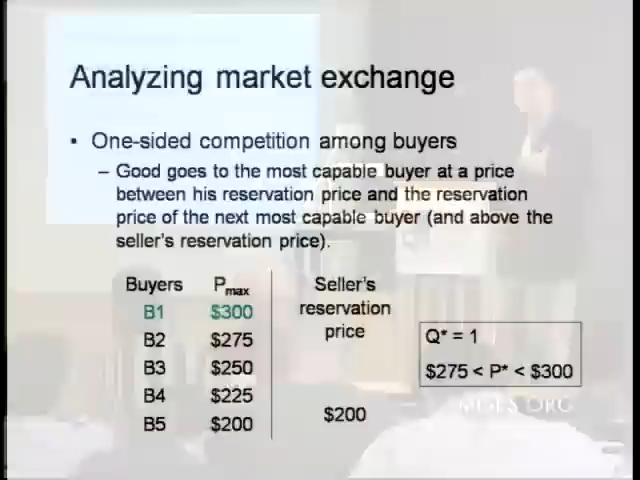 Analyzing market exchange
• One-sided competition among buyers
– Good goes to the most capable buyer at a price
between his reservation price and the reservation
price of the next most capable buyer (and above the
seller's reservation price).
Buyers Pmax
B1 $300
B2 $275
B3 $250
B4 $225
B5 $200
Seller's
reservation
price
$200
Q* = 1
$275 < P* < $300
MISES.ORG